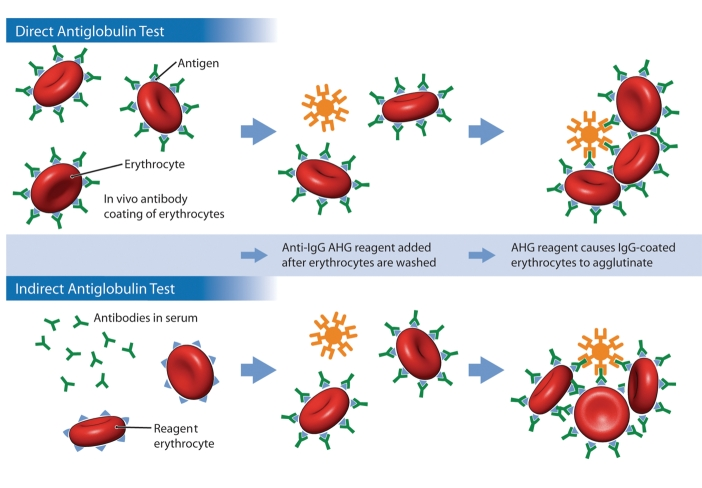 Direct Antiglobulin Test
Antigen
Erythrocyte
In vivo antibody
coating of erythrocytes
Anti-IgG AHG reagent added
after erythrocytes are washed
AHG reagent causes IgG-coated
erythrocytes to agglutinate
Indirect Antiglobulin Test
Antibodies in serum
Reagent
erythrocyte